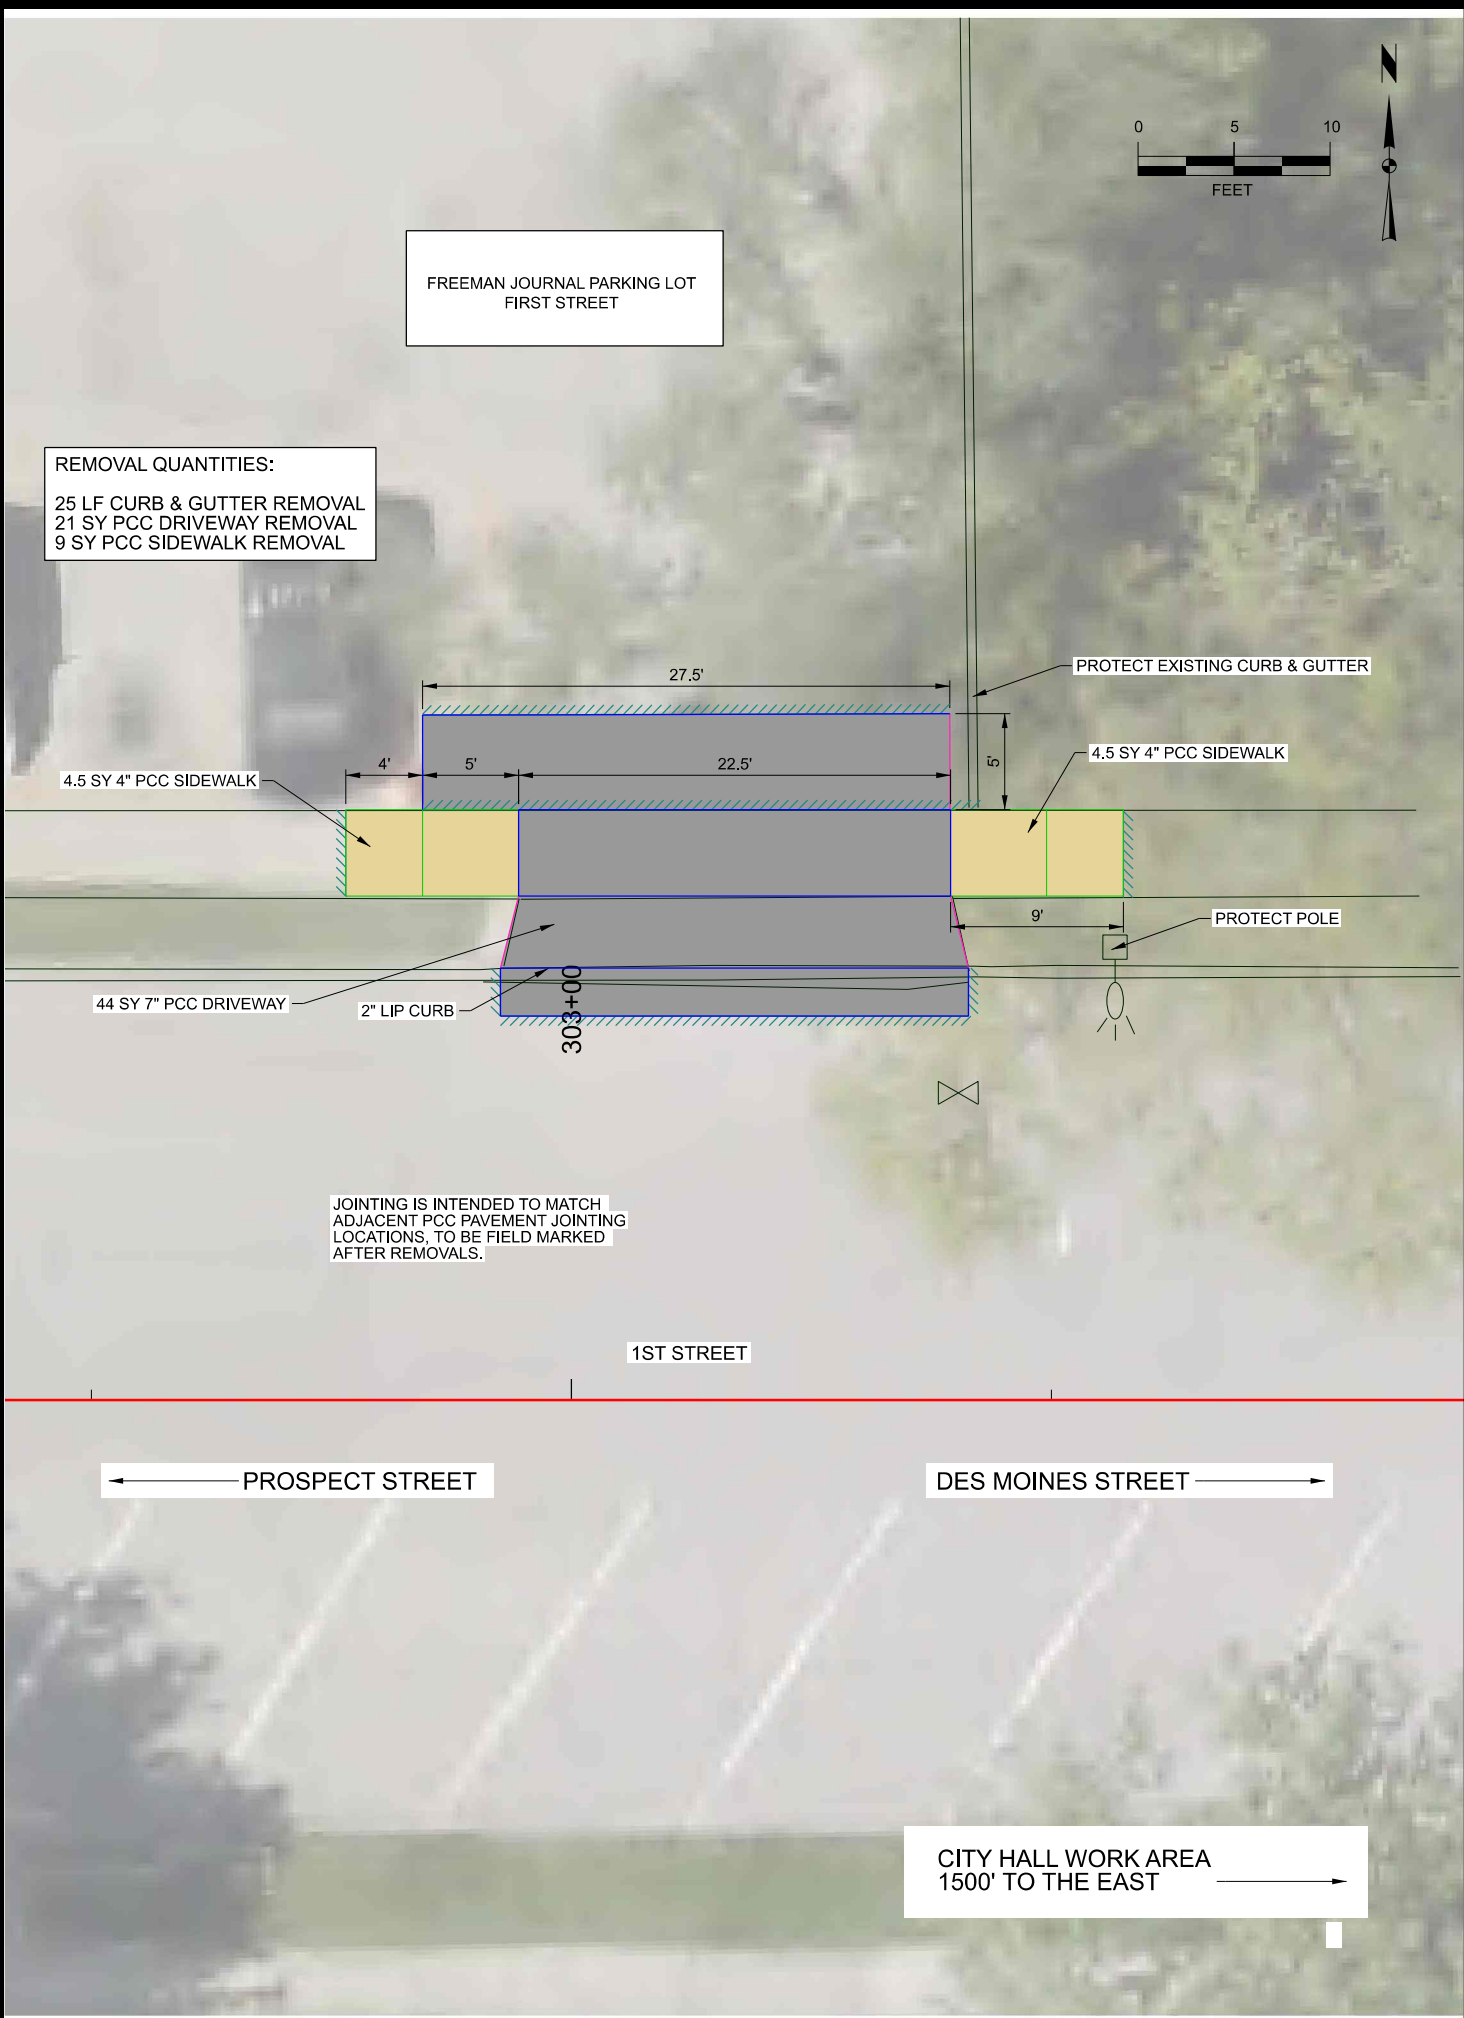 N
0 5 10
FEET
FREEMAN JOURNAL PARKING LOT
FIRST STREET
REMOVAL QUANTITIES:
25 LF CURB & GUTTER REMOVAL
21 SY PCC DRIVEWAY REMOVAL
9 SY PCC SIDEWALK REMOVAL
27.5'
PROTECT EXISTING CURB & GUTTER
4.5 SY 4" PCC SIDEWALK
4'
5'
22.5'
5'
4.5 SY 4" PCC SIDEWALK
9'
PROTECT POLE
44 SY 7" PCC DRIVEWAY
2" LIP CURB
303+00
JOINTING IS INTENDED TO MATCH
ADJACENT PCC PAVEMENT JOINTING
LOCATIONS, TO BE FIELD MARKED
AFTER REMOVALS.
1ST STREET
PROSPECT STREET
DES MOINES STREET
CITY HALL WORK AREA
1500' TO THE EAST